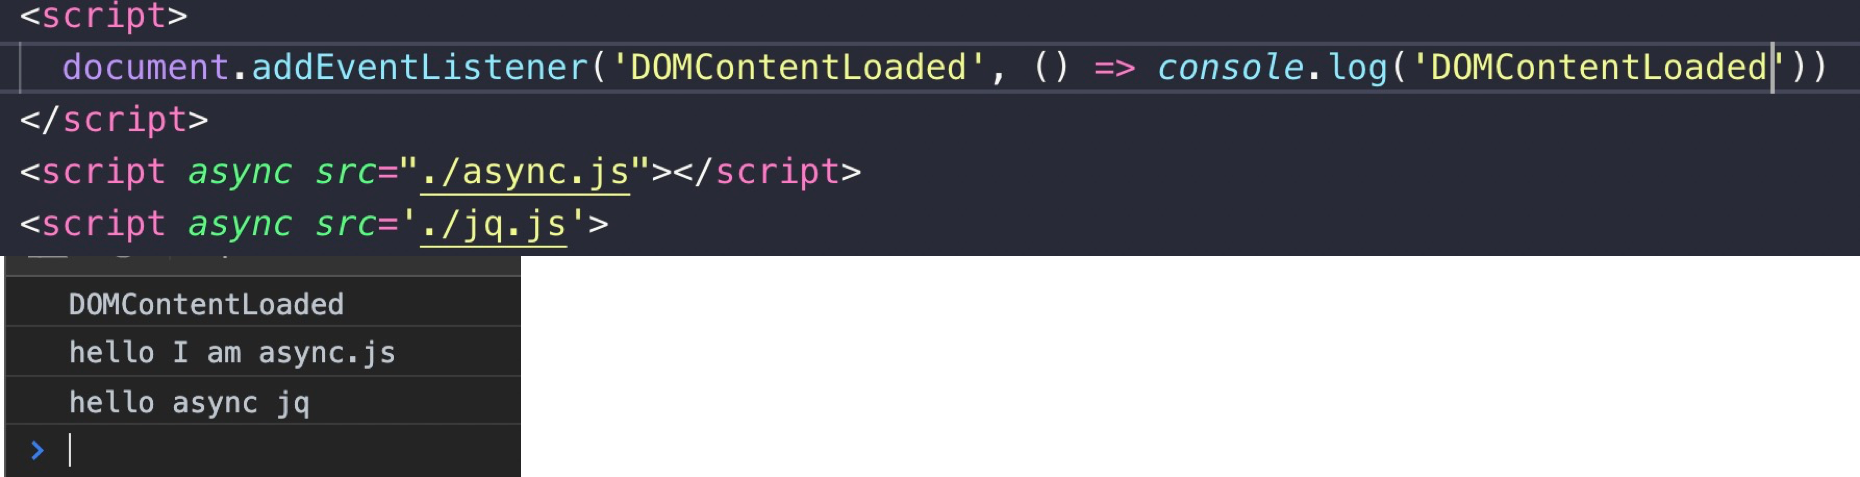 <script>
document.addEventListener('DOMContentLoaded', () => console.log('DOMContentLoaded'))
</script>
<script async src="./async.js"></script>
<script async src='./jq.js'>
DOMContentLoaded
hello I am async.js
hello async jq
>